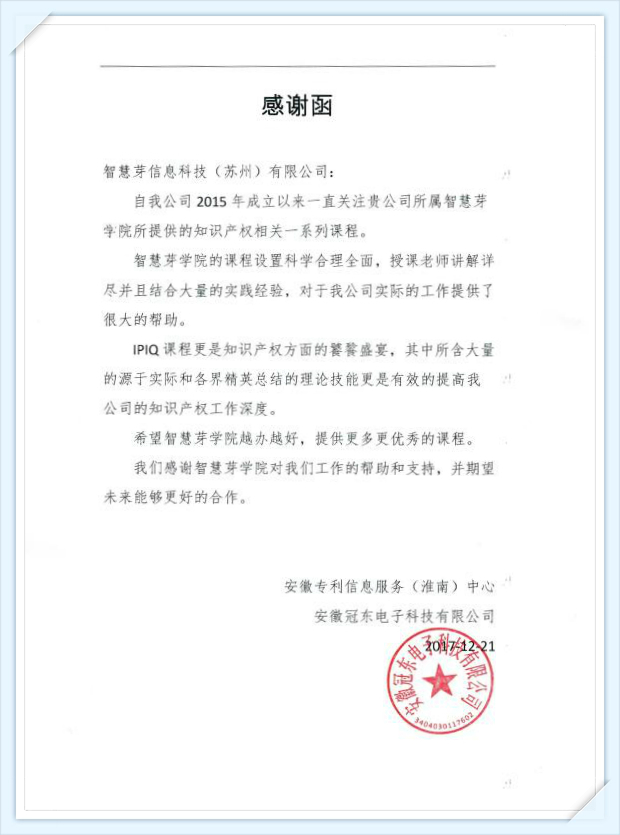 感谢函
智慧芽信息科技（苏州）有限公司：
自我公司 2015 年成立以来一直关注贵公司所属智慧芽
学院所提供的知识产权相关一系列课程。
智慧芽学院的课程设置科学合理全面，授课老师讲解详
尽并且结合大量的实践经验，对于我公司实际的工作提供了
很大的帮助。
IPIQ 课程更是知识产权方面的饕餮盛宴，其中所含大量
的源于实际和各界精英总结的理论技能更是有效的提高我
公司的知识产权工作深度。
希望智慧芽学院越办越好，提供更多更优秀的课程。
我们感谢智慧芽学院对我们工作的帮助和支持，并期望
未来能够更好的合作。
安徽专利信息服务（淮南）中心
安徽冠东电子科技有限公司
2017-12-21
安徽冠东电子科技有限公司
3404030117602